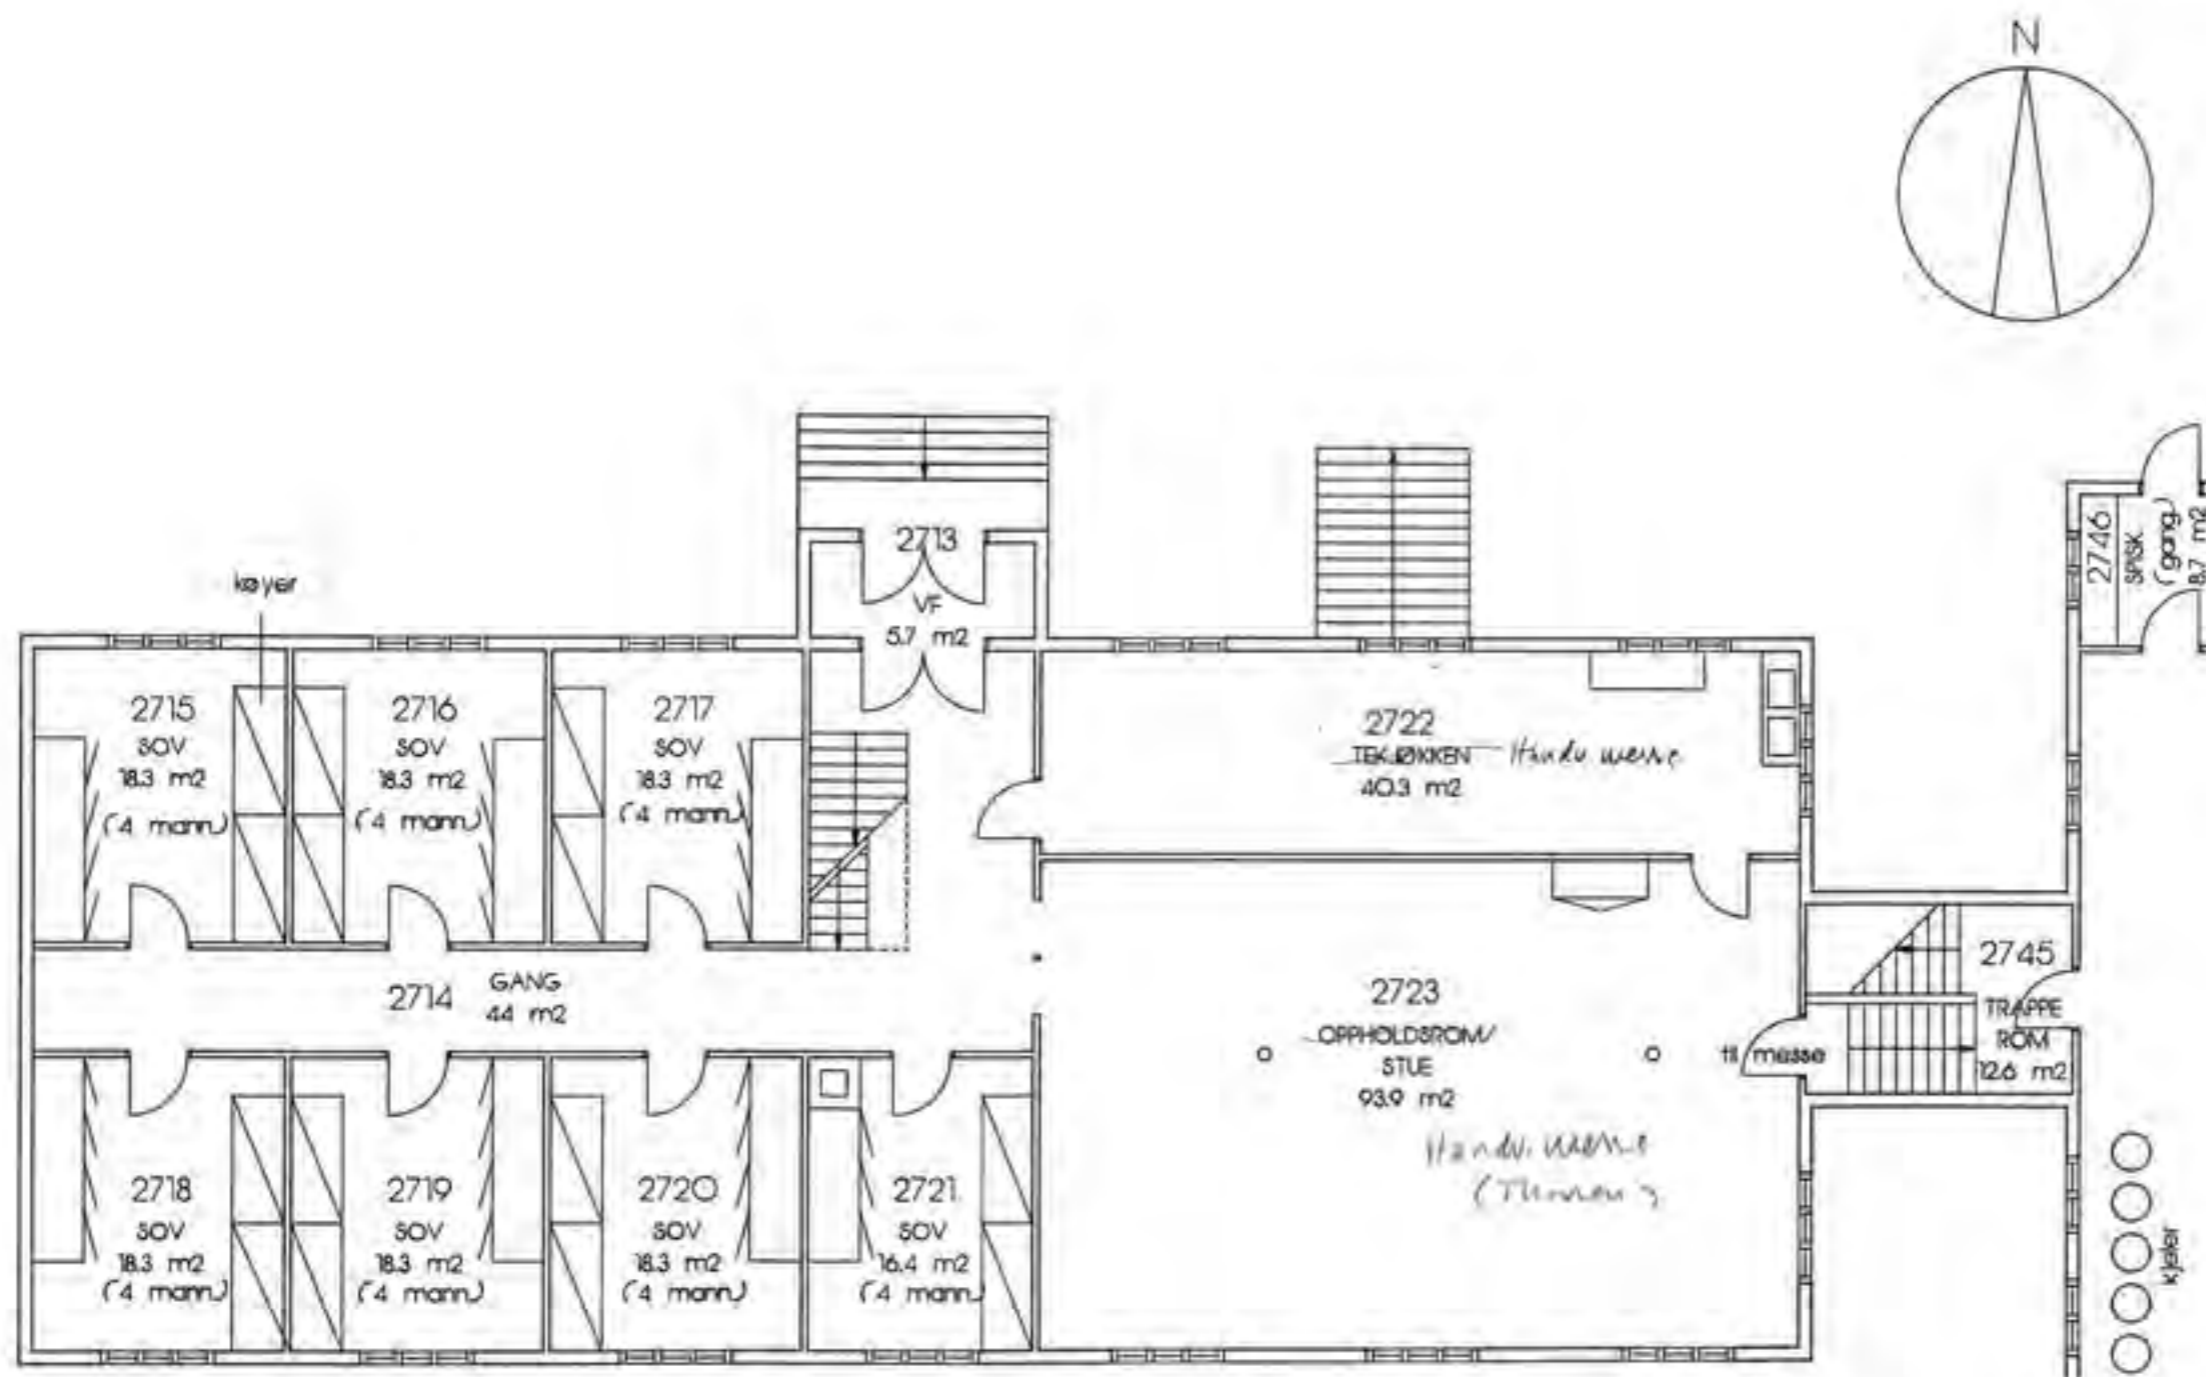 N
køyer
2713
VF
5.7 m2
2746
SPISK.
(gang)
8.7 m2
2715
SOV
18.3 m2
(4 mann)
2716
SOV
18.3 m2
(4 mann)
2717
SOV
18.3 m2
(4 mann)
2722
TEKJØKKEN
40.3 m2
2714
GANG
44 m2
2723
OPPHOLDSROM/
STUE
93.9 m2
til messe
2745
TRAPPE
ROM
12.6 m2
2718
SOV
18.3 m2
(4 mann)
2719
SOV
18.3 m2
(4 mann)
2720
SOV
18.3 m2
(4 mann)
2721
SOV
16.4 m2
(4 mann)
kjeler